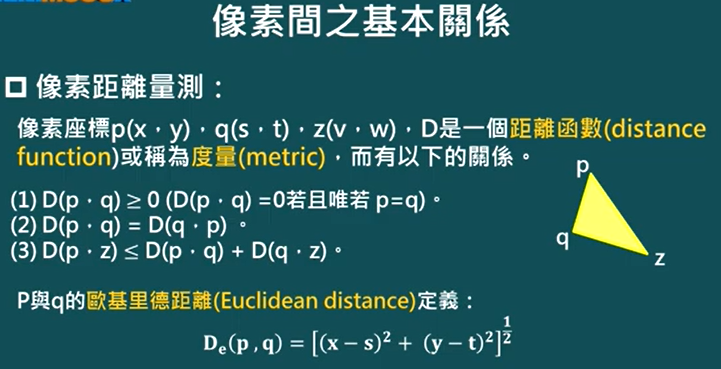 像素間之基本關係
像素距離量測：
像素座標p(x，y)，q(s，t)，z(v，w)，D是一個距離函數(distance
function)或稱為度量(metric)，而有以下的關係。
(1) D(p，q) ≥ 0 (D(p，q) =0若且唯若 p=q)。
(2) D(p，q) = D(q，p) 。
(3) D(p，z) ≤ D(p，q) + D(q，z)。
p
q
z
P與q的歐基里德距離(Euclidean distance)定義：
Dₑ(p ,q) = [(x − s)² + (y − t)²]^½